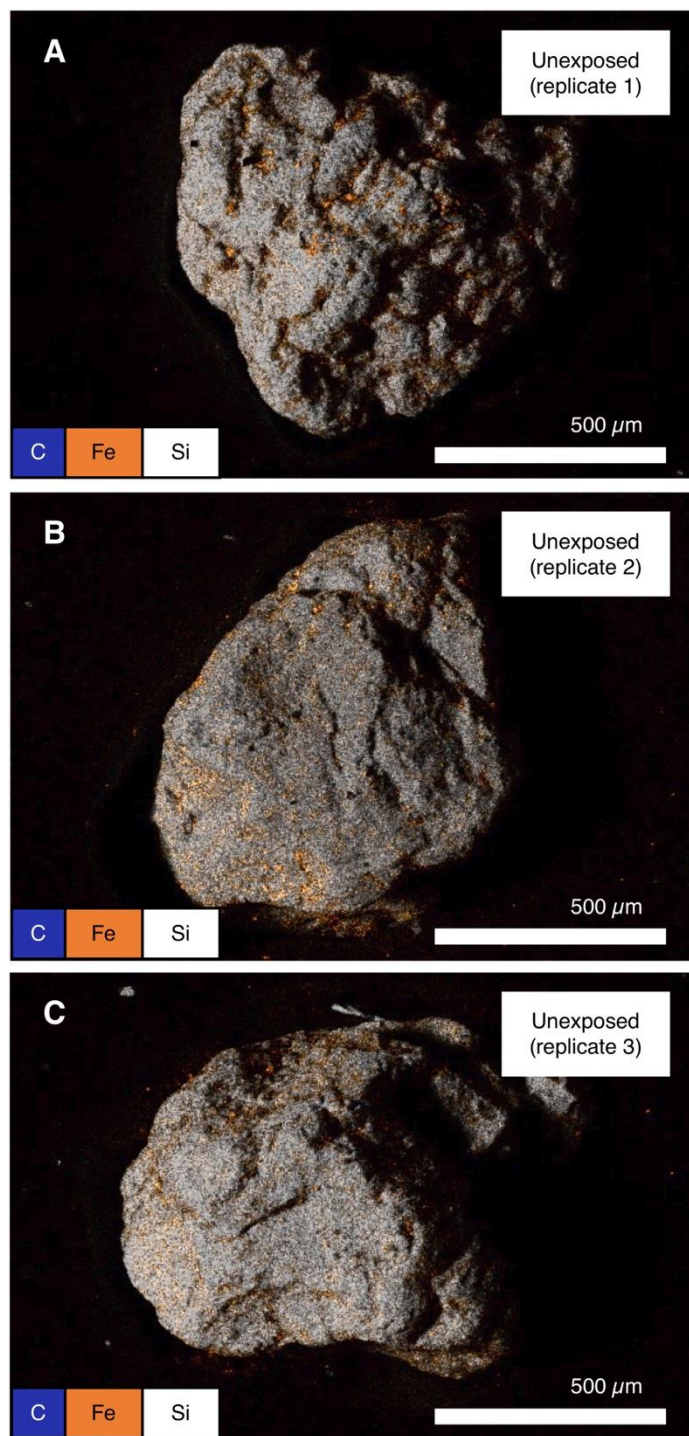 A
Unexposed
(replicate 1)
500 µm
C Fe Si
B
Unexposed
(replicate 2)
500 µm
C Fe Si
C
Unexposed
(replicate 3)
500 µm
C Fe Si